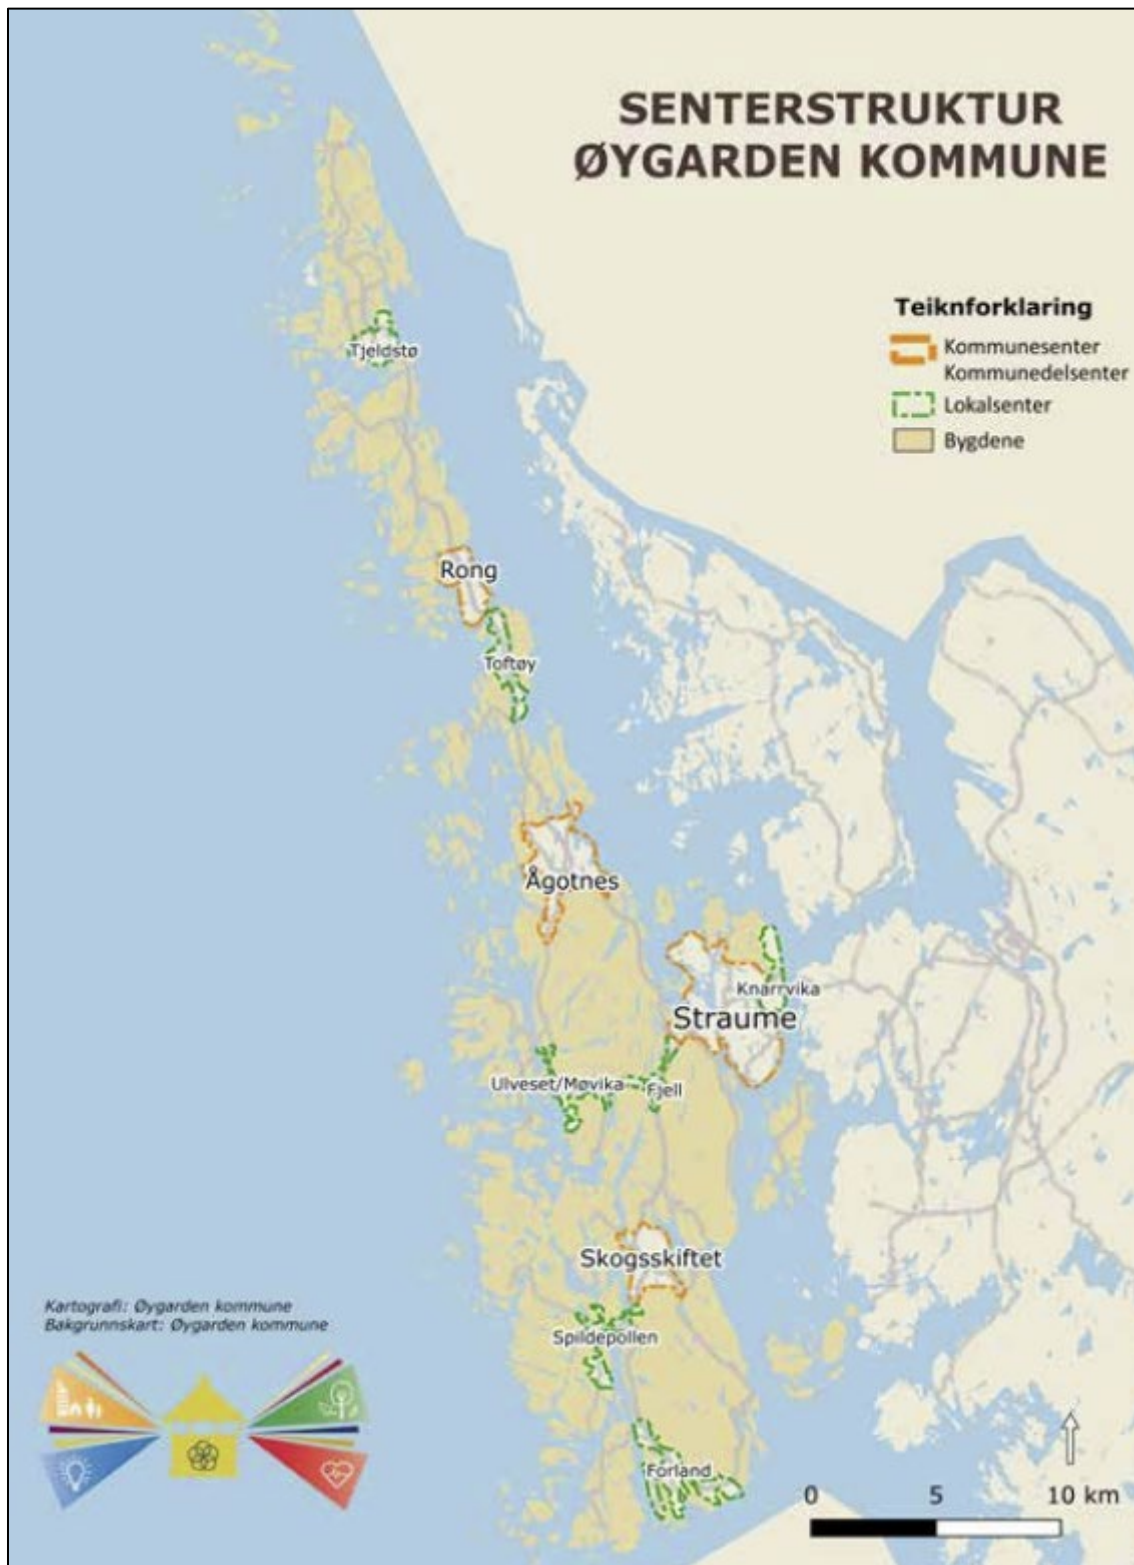 SENTERSTRUKTUR
ØYGARDEN KOMMUNE
Teiknforklaring
Kommunesenter
Kommunedelsenter
Lokalsenter
Bygdene
Tjeldstø
Rong
Toftøy
Ågotnes
Knarrvika
Straume
Ulveset/Møvika
Fjell
Skogsskiftet
Spildepollen
Forland
Kartografi: Øygarden kommune
Bakgrunnskart: Øygarden kommune
0 5 10 km